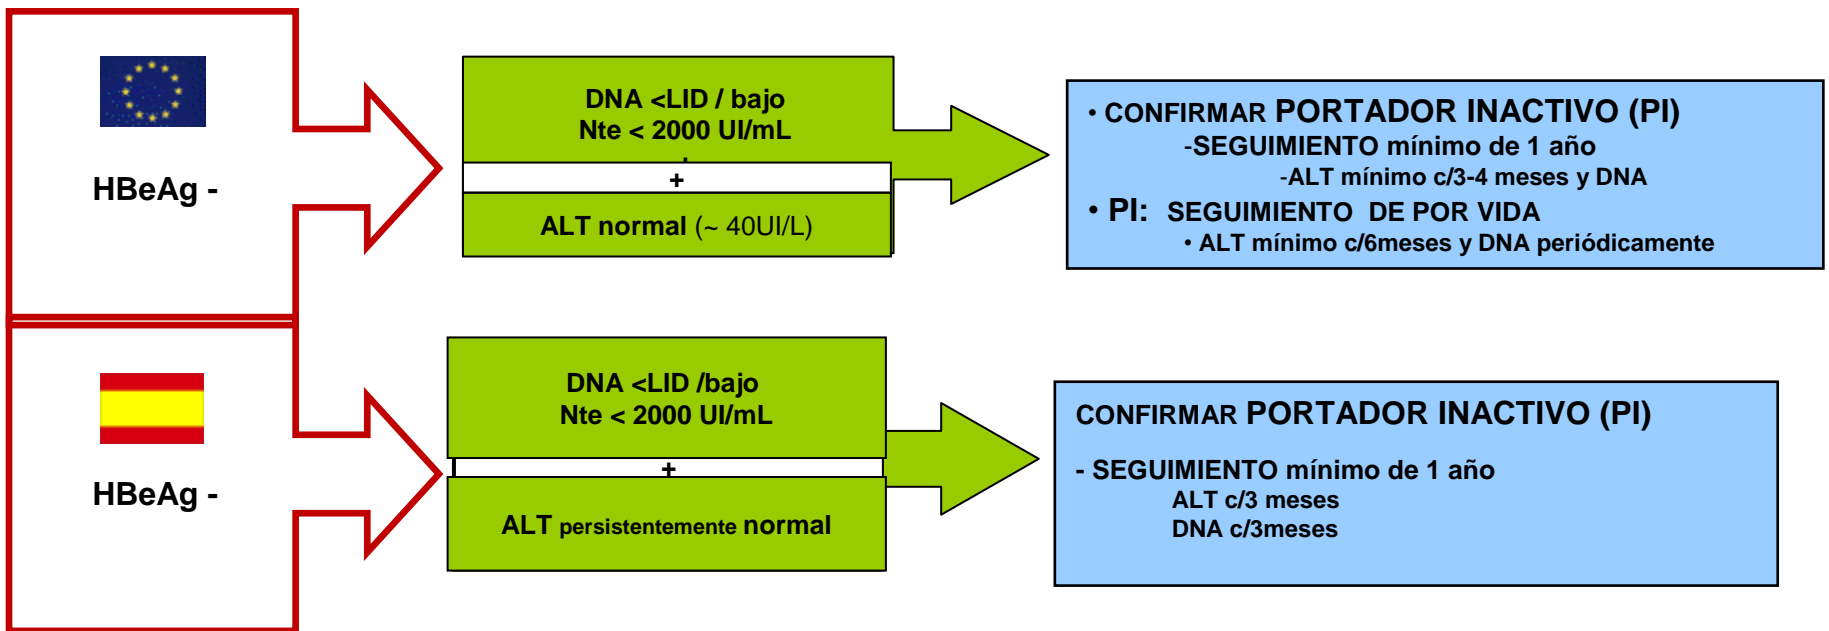 HBeAg -
DNA <LID / bajo
Nte < 2000 UI/mL
+
ALT normal (~ 40UI/L)
• CONFIRMAR PORTADOR INACTIVO (PI)
-SEGUIMIENTO mínimo de 1 año
-ALT mínimo c/3-4 meses y DNA
• PI: SEGUIMIENTO DE POR VIDA
• ALT mínimo c/6meses y DNA periódicamente
HBeAg -
DNA <LID /bajo
Nte < 2000 UI/mL
+
ALT persistentemente normal
CONFIRMAR PORTADOR INACTIVO (PI)
- SEGUIMIENTO mínimo de 1 año
ALT c/3 meses
DNA c/3meses